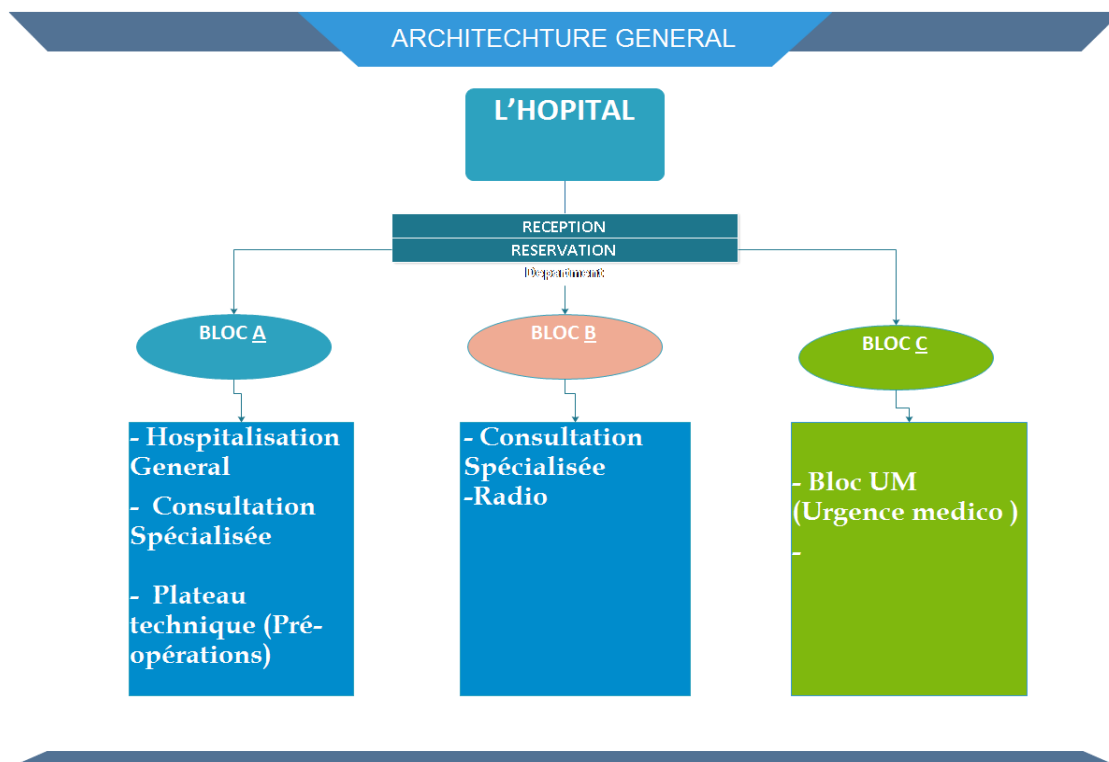 ARCHITECHTURE GENERAL
L'HOPITAL
RECEPTION
RESERVATION
Department
BLOC A
BLOC B
BLOC C
- Hospitalisation
General
- Consultation
Spécialisée
- Plateau
technique (Pré-
opérations)
- Consultation
Spécialisée
-Radio
- Bloc UM
(Urgence medico )
-